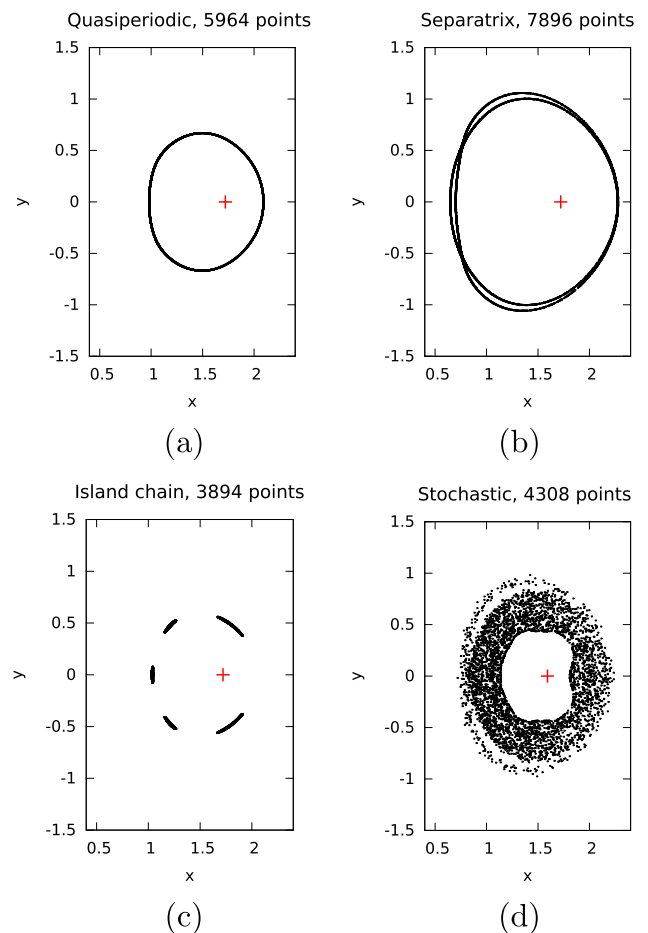 Quasiperiodic, 5964 points
1.5
1
0.5
0
-0.5
-1
-1.5
y
0.5 1 1.5 2
x
(a)
Separatrix, 7896 points
1.5
1
0.5
0
-0.5
-1
-1.5
y
0.5 1 1.5 2
x
(b)
Island chain, 3894 points
1.5
1
0.5
0
-0.5
-1
-1.5
y
0.5 1 1.5 2
x
(c)
Stochastic, 4308 points
1.5
1
0.5
0
-0.5
-1
-1.5
y
0.5 1 1.5 2
x
(d)